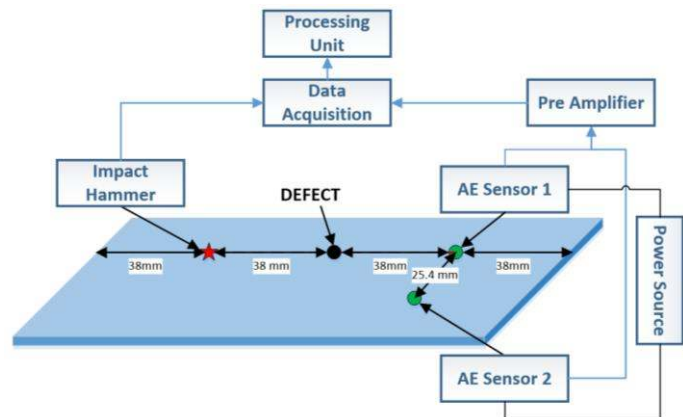 Processing
Unit
Data
Acquisition
Pre Amplifier
Impact
Hammer
DEFECT
AE Sensor 1
38mm
38 mm
38mm
25.4 mm
38mm
Power Source
AE Sensor 2